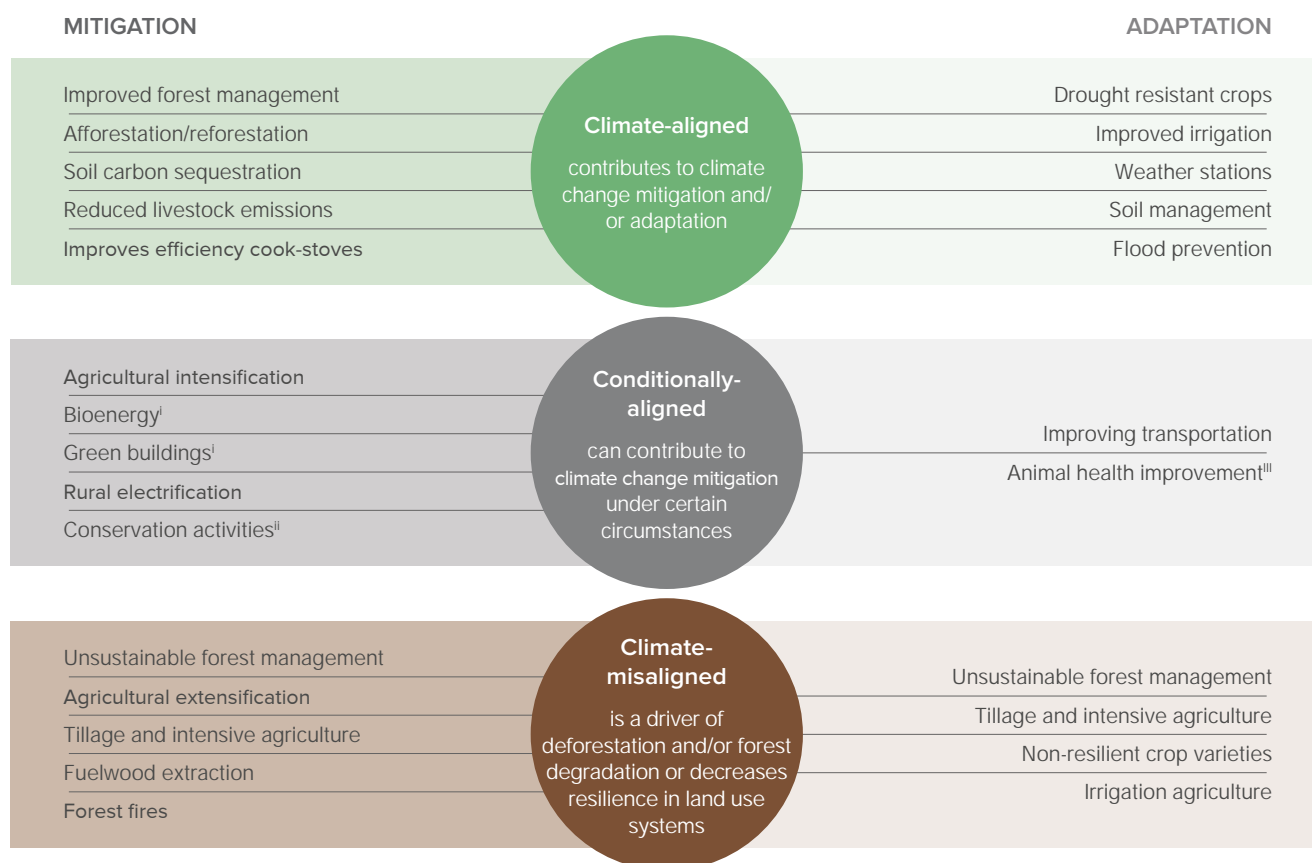 MITIGATION
ADAPTATION
Improved forest management
Afforestation/reforestation
Soil carbon sequestration
Reduced livestock emissions
Improves efficiency cook-stoves
Climate-aligned
contributes to climate
change mitigation and/
or adaptation
Drought resistant crops
Improved irrigation
Weather stations
Soil management
Flood prevention
Agricultural intensification
Bioenergyⁱ
Green buildingsⁱ
Rural electrification
Conservation activitiesⁱⁱ
Conditionally-
aligned
can contribute to
climate change mitigation
under certain
circumstances
Improving transportation
Animal health improvementᴵᴵᴵ
Unsustainable forest management
Agricultural extensification
Tillage and intensive agriculture
Fuelwood extraction
Forest fires
Climate-
misaligned
is a driver of
deforestation and/or forest
degradation or decreases
resilience in land use
systems
Unsustainable forest management
Tillage and intensive agriculture
Non-resilient crop varieties
Irrigation agriculture